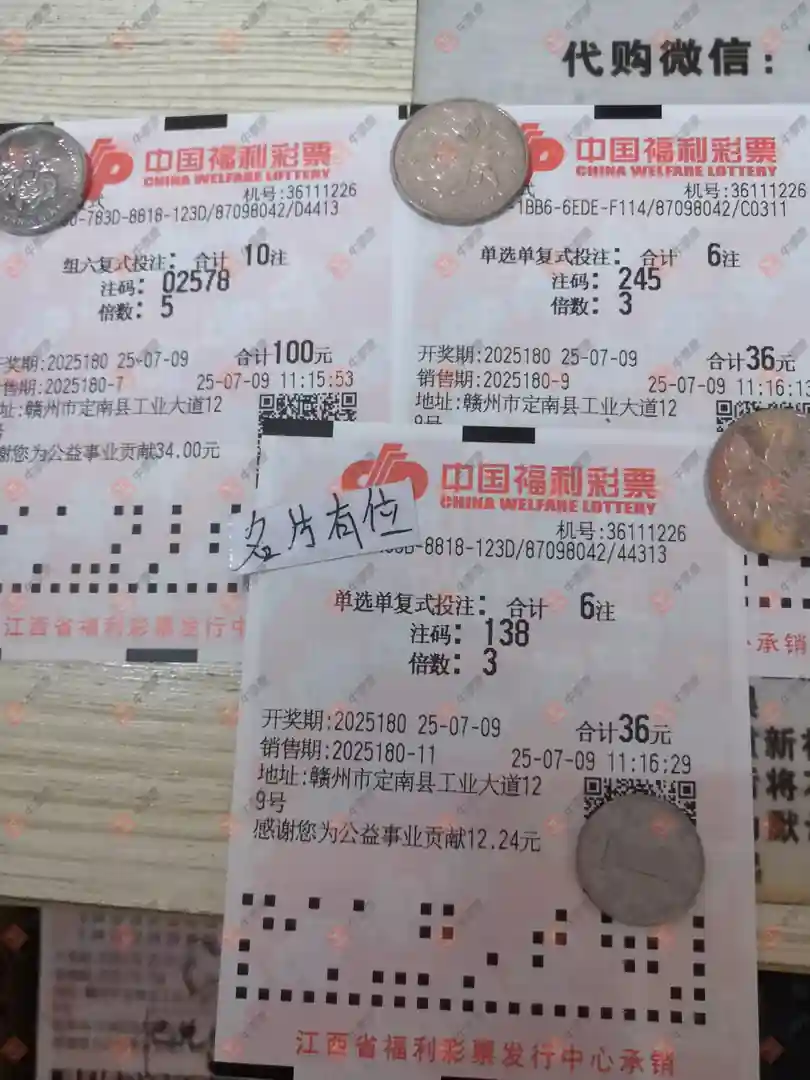 代购微信：
中国福利彩票
CHINA WELFARE LOTTERY
机号:36111226
-783D-8818-123D/87098042/D4413
组六复式投注: 合计 10注
注码: 02578
倍数: 5
开奖期:2025180 25-07-09 合计100元
售期:2025180-7 25-07-09 11:15:53
址:赣州市定南县工业大道12
号
谢您为公益事业贡献34.00元
江西省福利彩票发行中
中国福利彩票
CHINA WELFARE LOTTERY
式 机号:36111226
-1BB6-6EDE-F114/87098042/C0311
单选单复式投注: 合计 6注
注码: 245
倍数: 3
开奖期:2025180 25-07-09 合计36元
销售期:2025180-9 25-07-09 11:16:13
地址:赣州市定南县工业大道12
9号
承销
中国福利彩票
CHINA WELFARE LOTTERY
名片有位
机号:36111226
-8818-123D/87098042/44313
单选单复式投注: 合计 6注
注码: 138
倍数: 3
开奖期:2025180 25-07-09 合计36元
销售期:2025180-11 25-07-09 11:16:29
地址:赣州市定南县工业大道12
9号
感谢您为公益事业贡献12.24元
江西省福利彩票发行中心承销